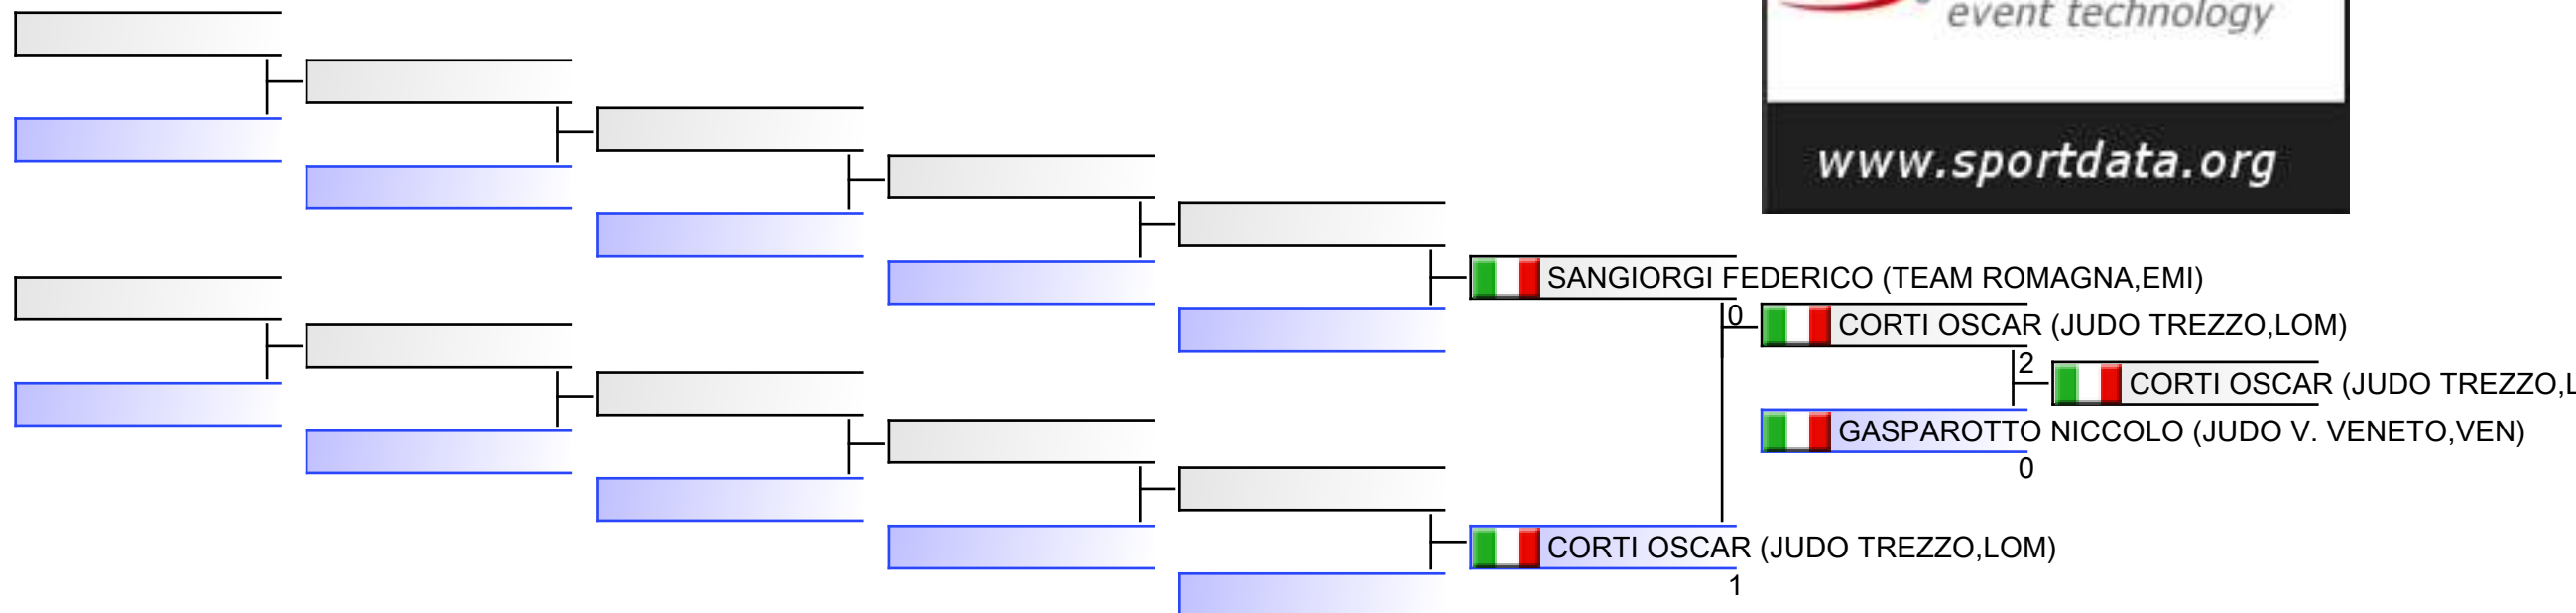 event technology
www.sportdata.org
SANGIORGI FEDERICO (TEAM ROMAGNA,EMI)
0
CORTI OSCAR (JUDO TREZZO,LOM)
2
CORTI OSCAR (JUDO TREZZO,L
GASPAROTTO NICCOLO (JUDO V. VENETO,VEN)
0
CORTI OSCAR (JUDO TREZZO,LOM)
1